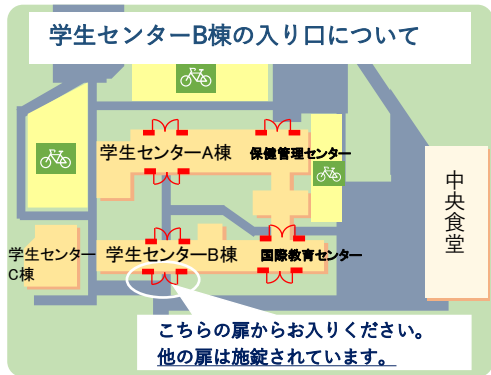 学生センターB棟の入り口について
学生センターA棟
保健管理センター
中央食堂
学生センター
C棟
学生センターB棟
国際教育センター
こちらの扉からお入りください。
他の扉は施錠されています。